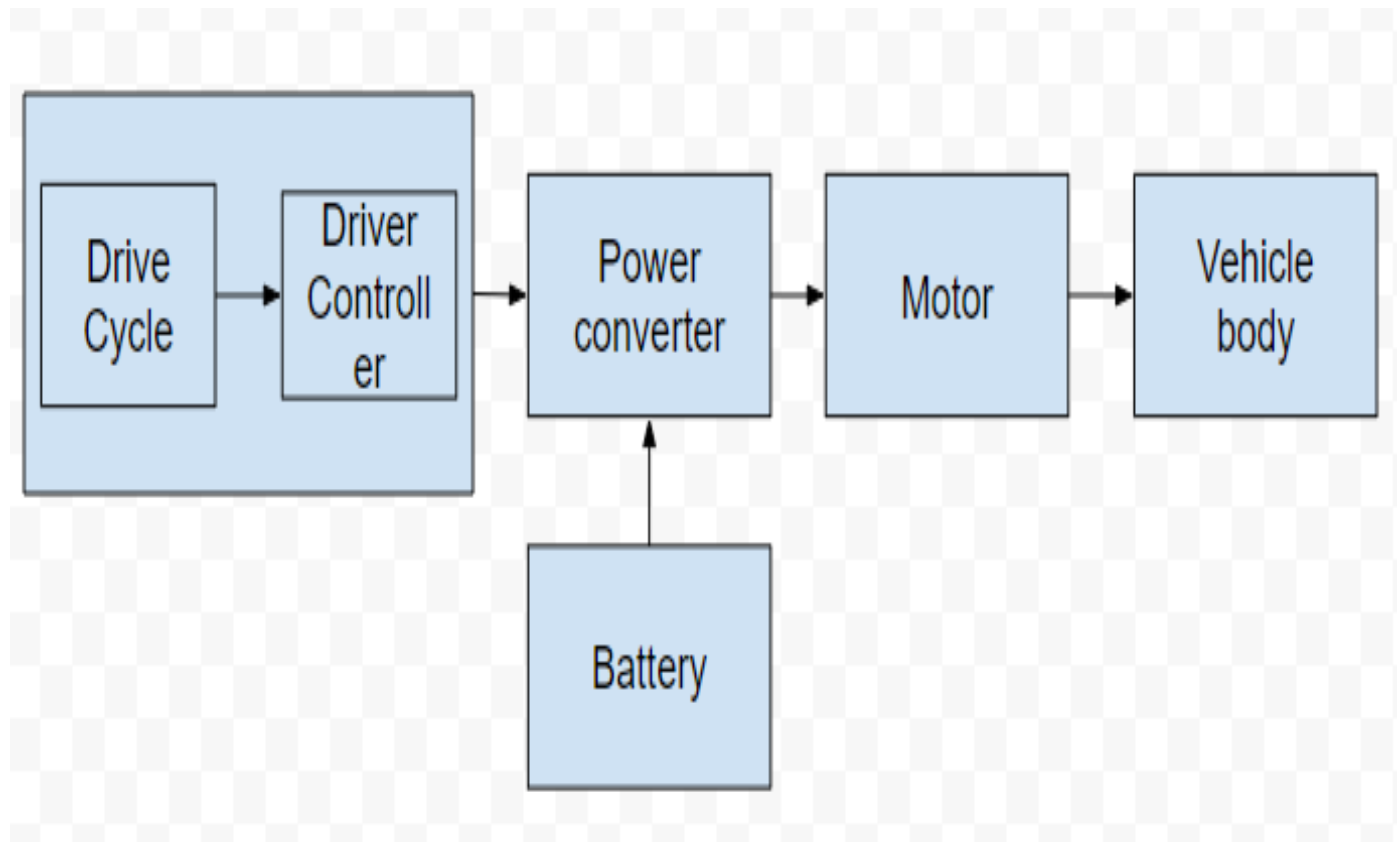 Drive
Cycle
Driver
Controll
er
Power
converter
Motor
Vehicle
body
Battery